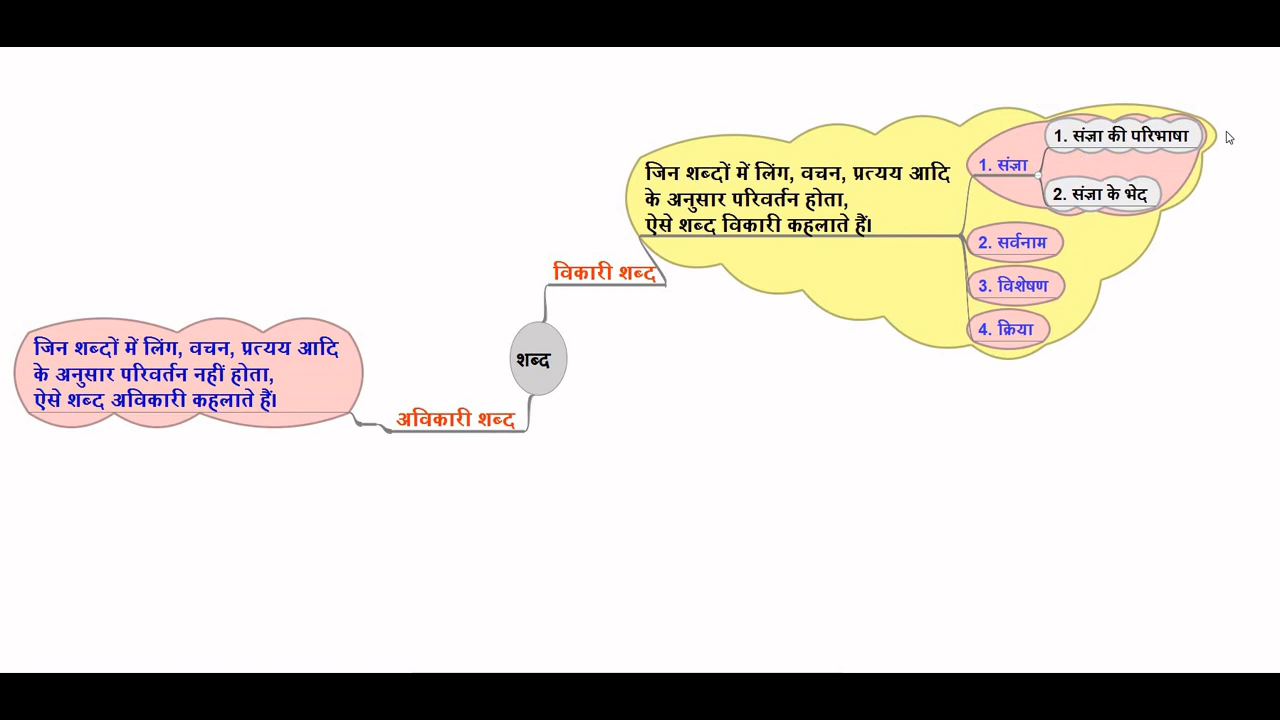 जिन शब्दों में लिंग, वचन, प्रत्यय आदि
के अनुसार परिवर्तन होता,
ऐसे शब्द विकारी कहलाते हैं।
1. संज्ञा
1. संज्ञा की परिभाषा
2. संज्ञा के भेद
2. सर्वनाम
3. विशेषण
4. क्रिया
विकारी शब्द
शब्द
जिन शब्दों में लिंग, वचन, प्रत्यय आदि
के अनुसार परिवर्तन नहीं होता,
ऐसे शब्द अविकारी कहलाते हैं।
अविकारी शब्द